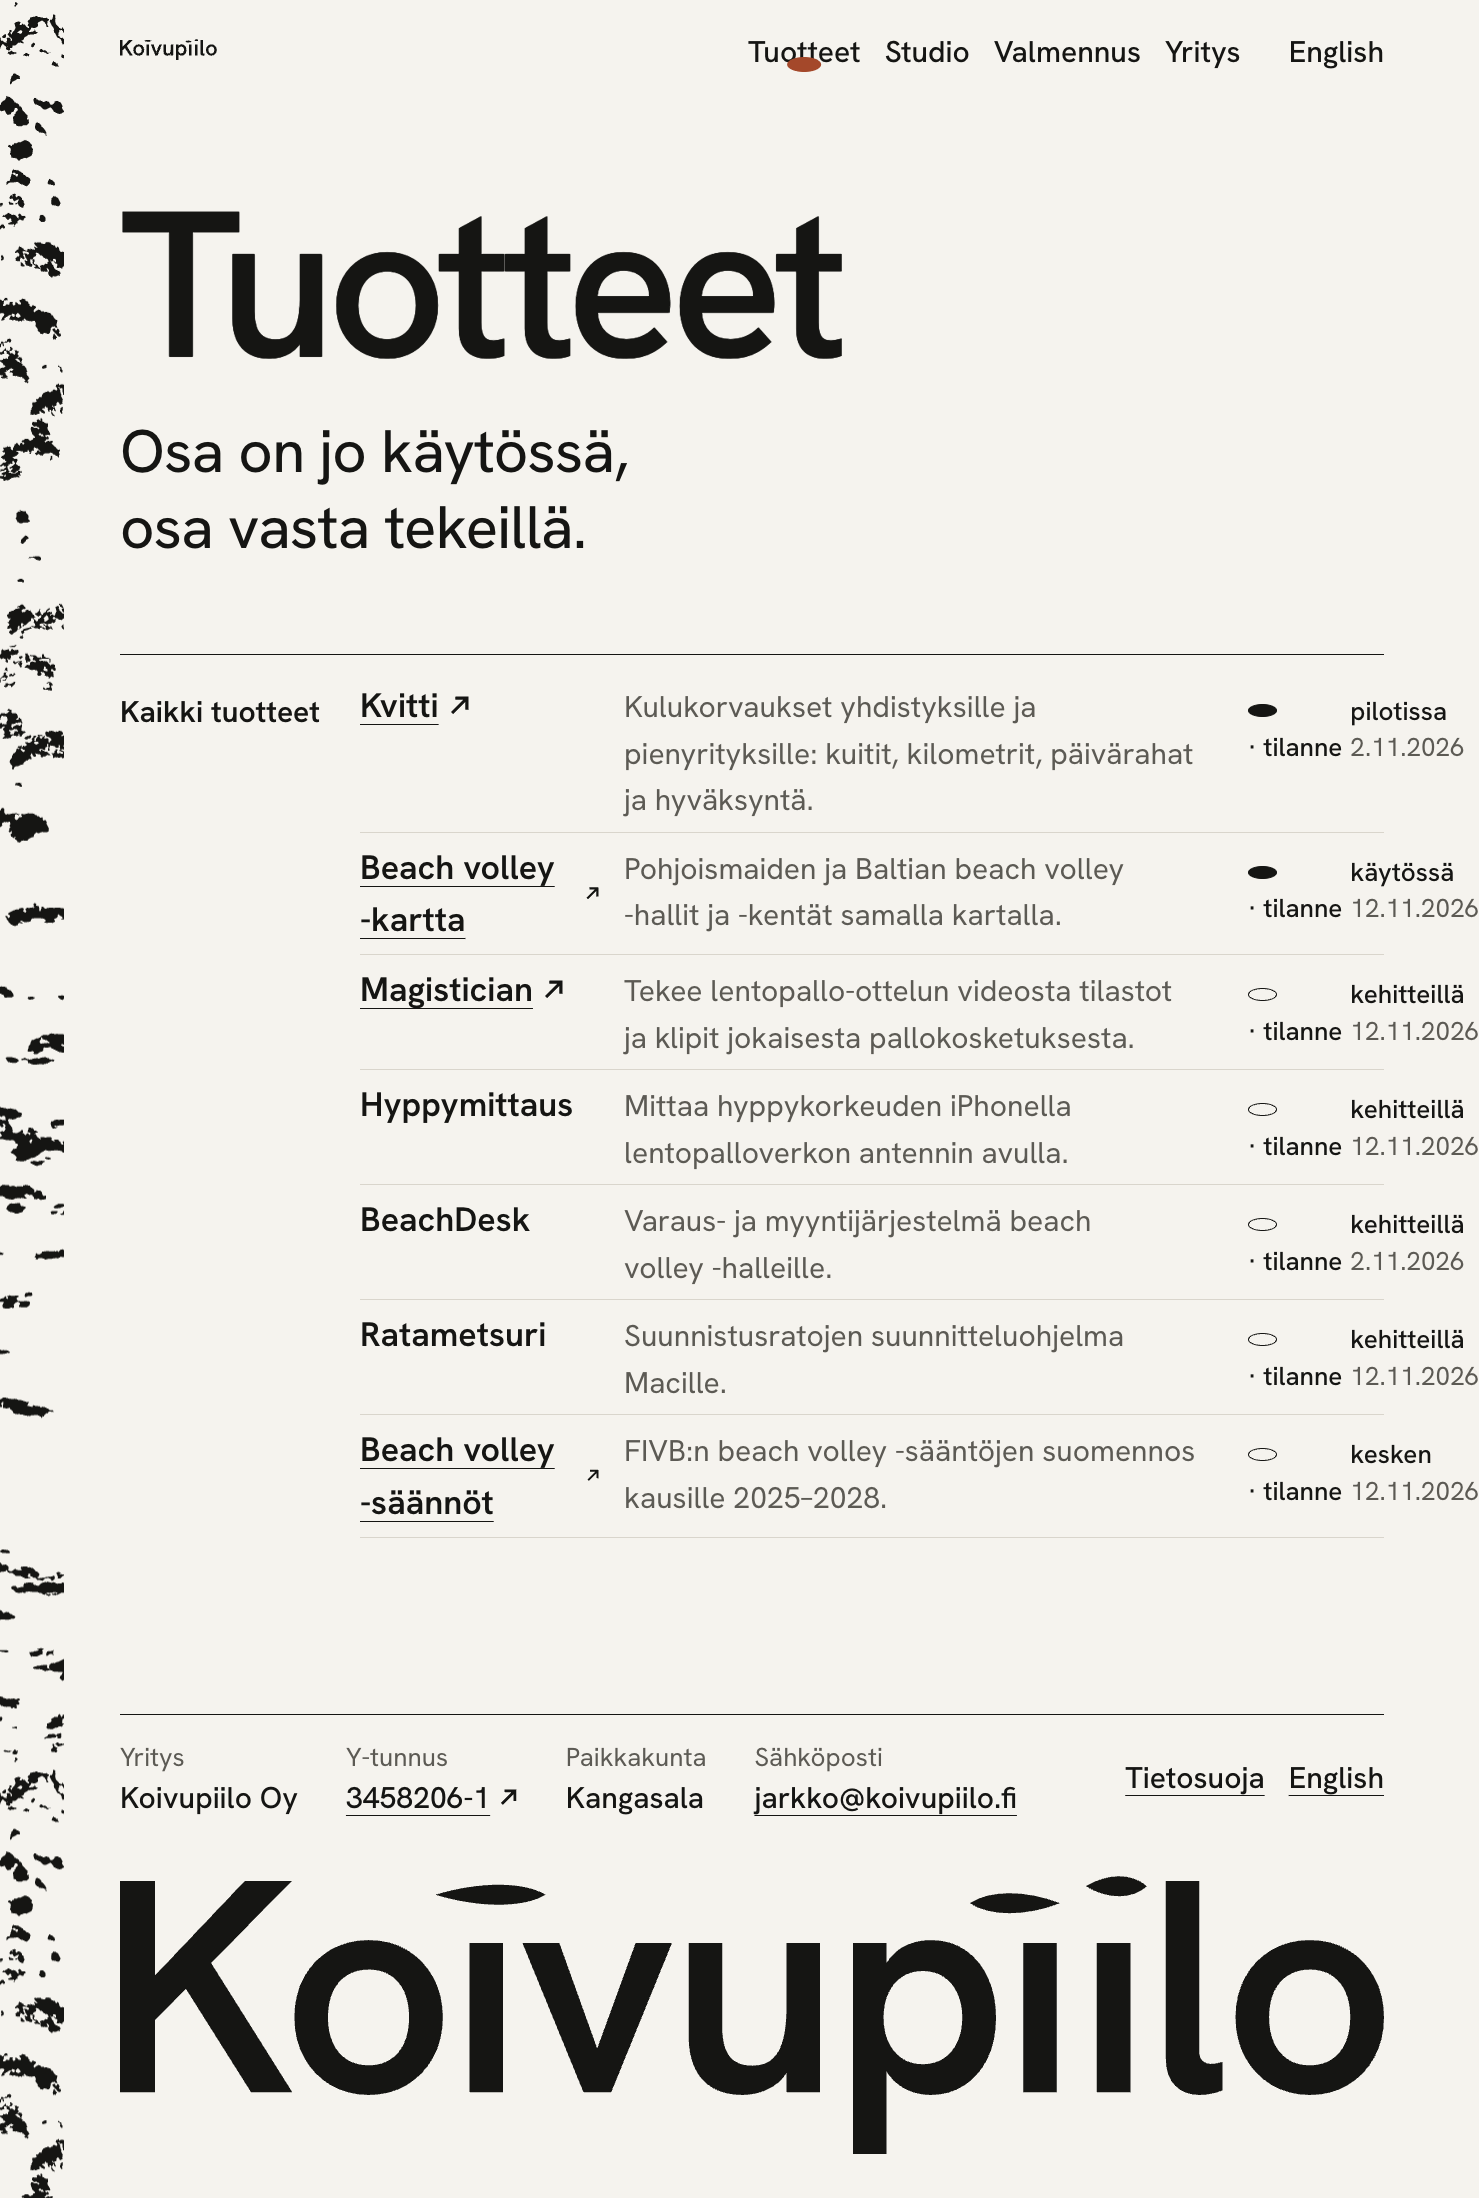 Koivupiilo
Tuotteet Studio Valmennus Yritys English
Tuotteet
Osa on jo käytössä,
osa vasta tekeillä.
Kaikki tuotteet
Kvitti ↗
Kulukorvaukset yhdistyksille ja
pienyrityksille: kuitit, kilometrit, päivärahat
ja hyväksyntä.
pilotissa
· tilanne 2.11.2026
Beach volley
-kartta ↗
Pohjoismaiden ja Baltian beach volley
-hallit ja -kentät samalla kartalla.
käytössä
· tilanne 12.11.2026
Magistician ↗
Tekee lentopallo-ottelun videosta tilastot
ja klipit jokaisesta pallokosketuksesta.
kehitteillä
· tilanne 12.11.2026
Hyppymittaus
Mittaa hyppykorkeuden iPhonella
lentopalloverkon antennin avulla.
kehitteillä
· tilanne 12.11.2026
BeachDesk
Varaus- ja myyntijärjestelmä beach
volley -halleille.
kehitteillä
· tilanne 2.11.2026
Ratametsuri
Suunnistusratojen suunnitteluohjelma
Macille.
kehitteillä
· tilanne 12.11.2026
Beach volley
-säännöt ↗
FIVB:n beach volley -sääntöjen suomennos
kausille 2025–2028.
kesken
· tilanne 12.11.2026
Yritys
Koivupiilo Oy
Y-tunnus
3458206-1 ↗
Paikkakunta
Kangasala
Sähköposti
jarkko@koivupiilo.fi
Tietosuoja English
Koivupiilo